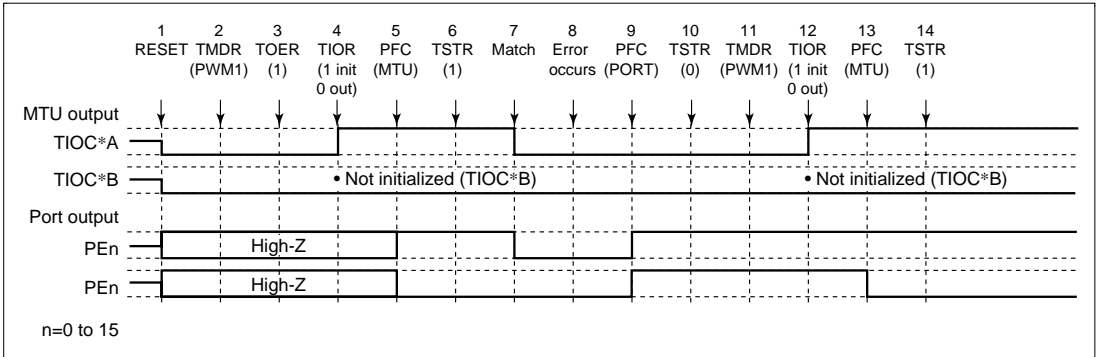 1 2 3 4 5 6 7 8 9 10 11 12 13 14
RESET TMDR TOER TIOR PFC TSTR Match Error PFC TSTR TMDR TIOR PFC TSTR
(PWM1) (1) (1 init (MTU) (1) occurs (PORT) (0) (PWM1) (1 init (MTU) (1)
0 out) 0 out)
MTU output
TIOC*A
TIOC*B • Not initialized (TIOC*B) • Not initialized (TIOC*B)
Port output
PEn High-Z
PEn High-Z
n=0 to 15